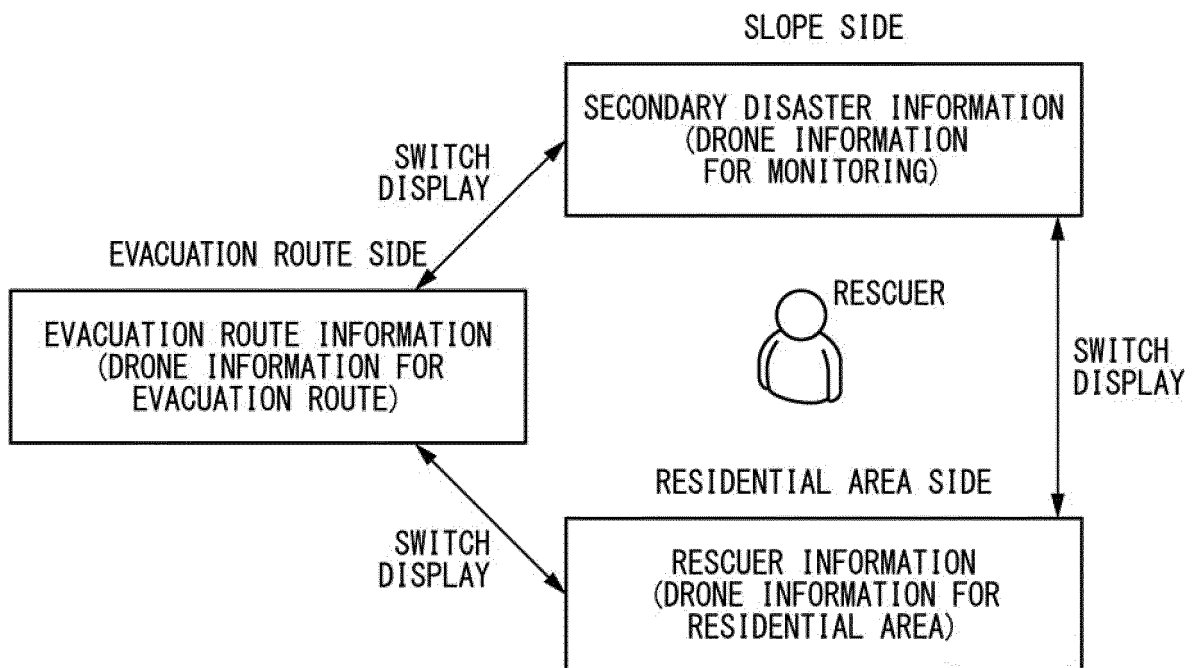 SLOPE SIDE
SECONDARY DISASTER INFORMATION
(DRONE INFORMATION
FOR MONITORING)
SWITCH
DISPLAY
EVACUATION ROUTE SIDE
EVACUATION ROUTE INFORMATION
(DRONE INFORMATION FOR
EVACUATION ROUTE)
RESCUER
SWITCH
DISPLAY
RESIDENTIAL AREA SIDE
SWITCH
DISPLAY
RESCUER INFORMATION
(DRONE INFORMATION FOR
RESIDENTIAL AREA)